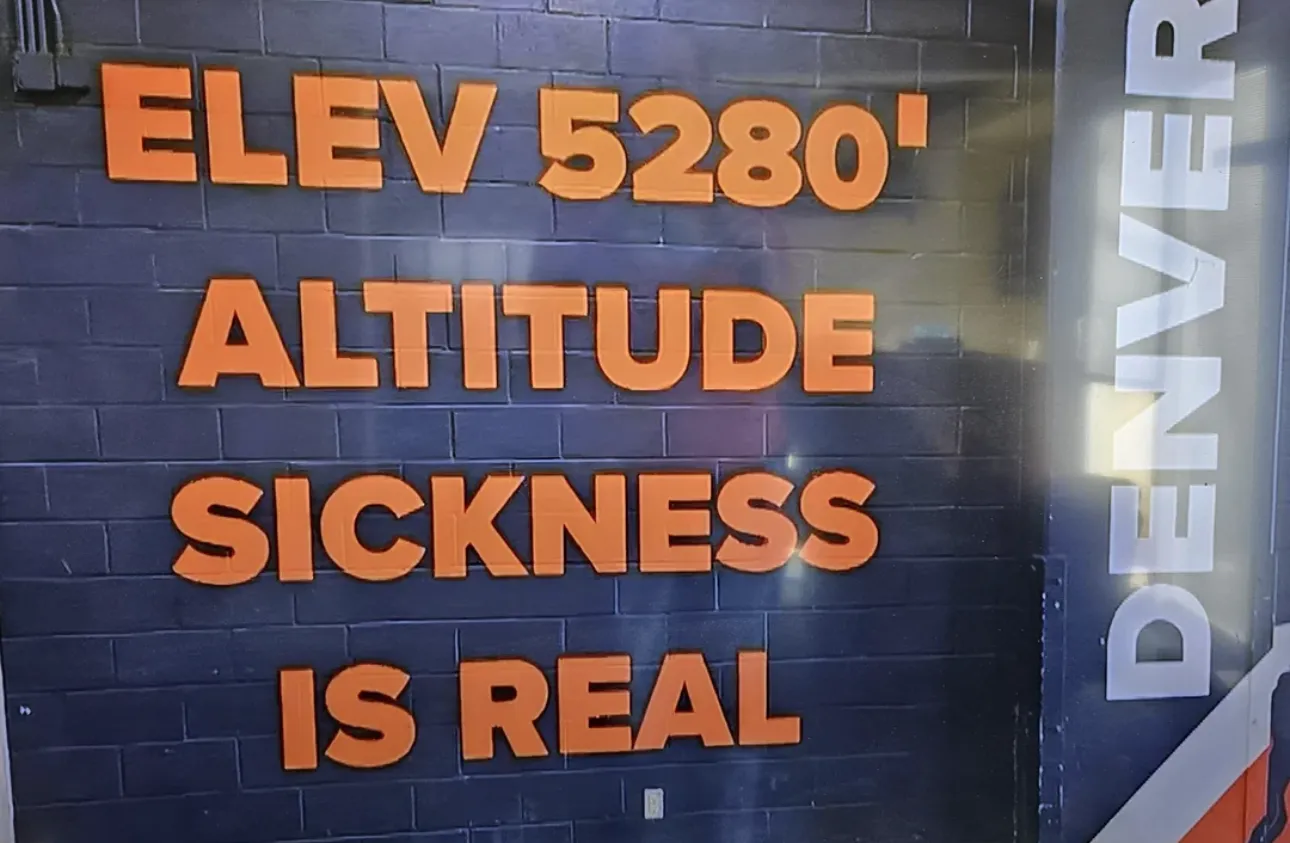 ELEV 5280'
ALTITUDE
SICKNESS
IS REAL
DENVER